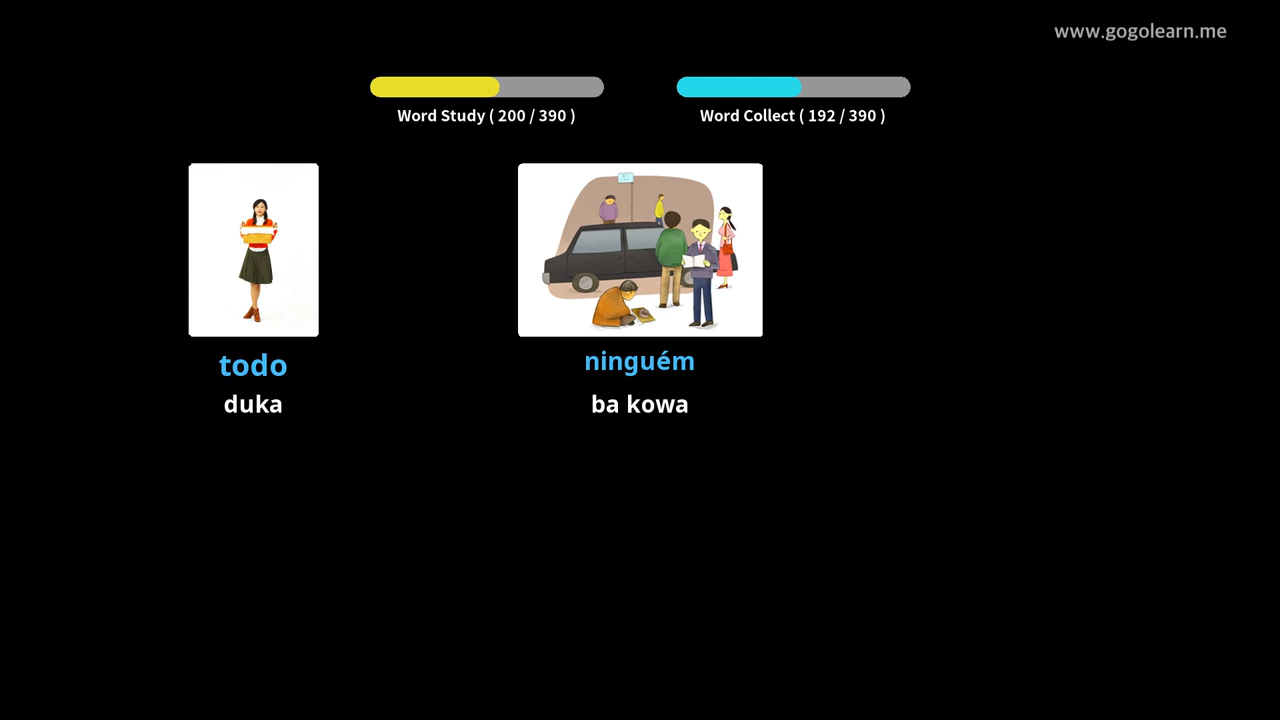 www.gogolearn.me
Word Study ( 200 / 390 )
Word Collect ( 192 / 390 )
todo
duka
ninguém
ba kowa